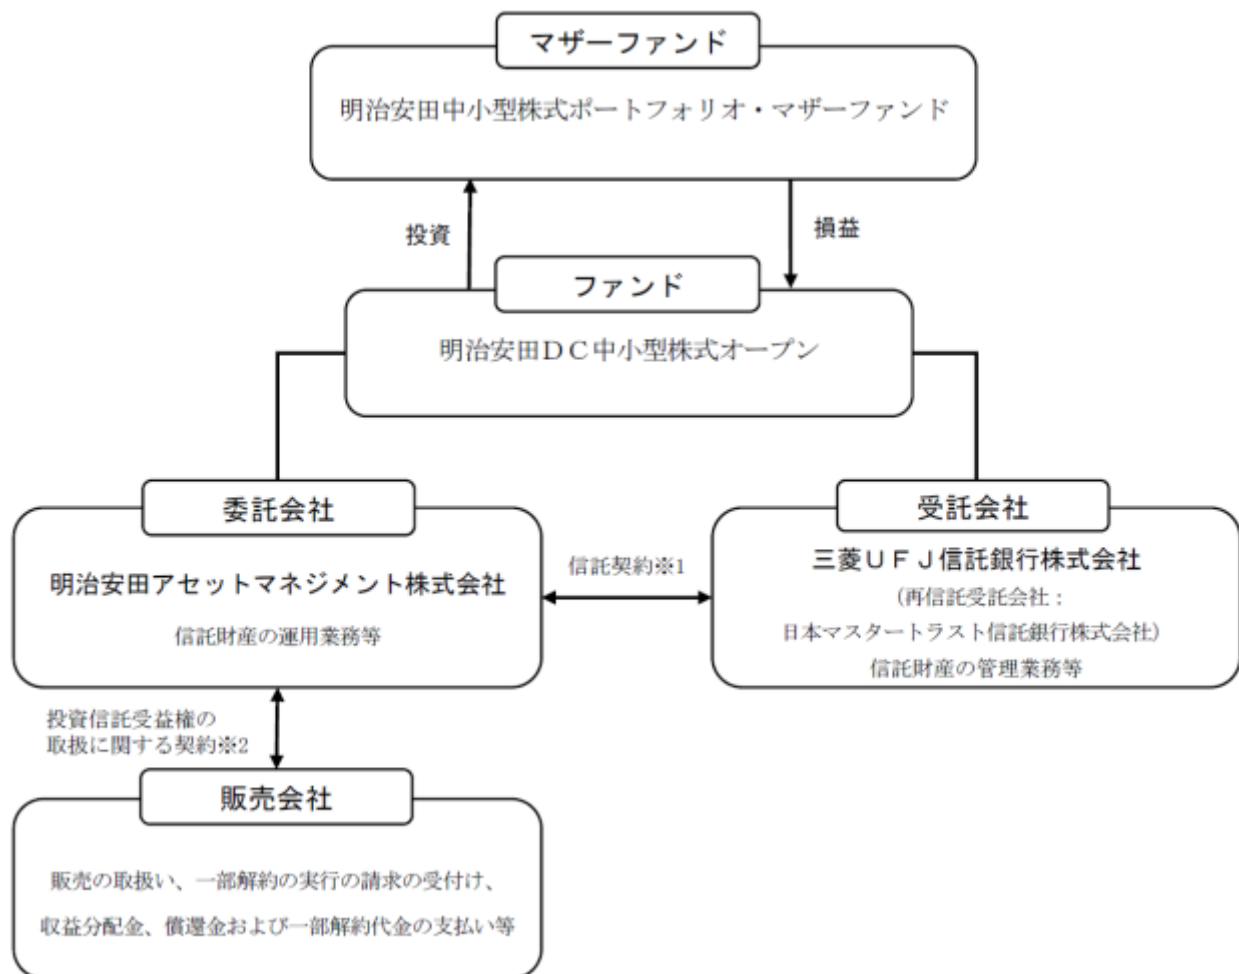 マザーファンド
明治安田中小型株式ポートフォリオ・マザーファンド
投資
損益
ファンド
明治安田ＤＣ中小型株式オープン
委託会社
明治安田アセットマネジメント株式会社
信託財産の運用業務等
信託契約※1
受託会社
三菱ＵＦＪ信託銀行株式会社
(再信託受託会社：
日本マスタートラスト信託銀行株式会社)
信託財産の管理業務等
投資信託受益権の
取扱に関する契約※2
販売会社
販売の取扱い、一部解約の実行の請求の受付け、
収益分配金、償還金および一部解約代金の支払い等